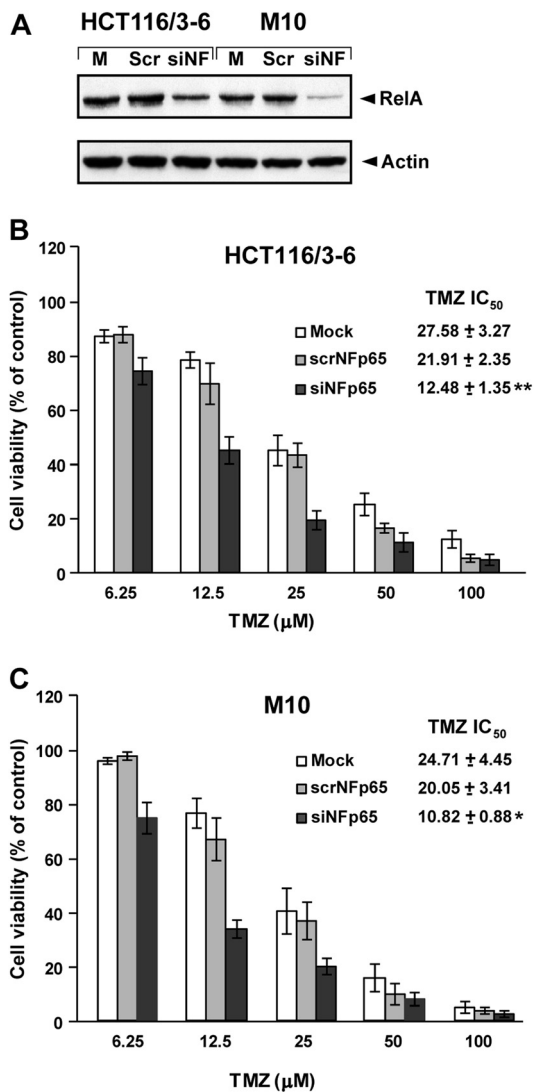 A
HCT116/3-6 M10
M Scr siNF M Scr siNF
RelA
Actin
B
HCT116/3-6
Cell viability (% of control)
120
100
80
60
40
20
0
TMZ IC50
Mock 27.58 ± 3.27
scrNFp65 21.91 ± 2.35
siNFp65 12.48 ± 1.35 **
6.25 12.5 25 50 100
TMZ (µM)
C
M10
Cell viability (% of control)
120
100
80
60
40
20
0
TMZ IC50
Mock 24.71 ± 4.45
scrNFp65 20.05 ± 3.41
siNFp65 10.82 ± 0.88 *
6.25 12.5 25 50 100
TMZ (µM)